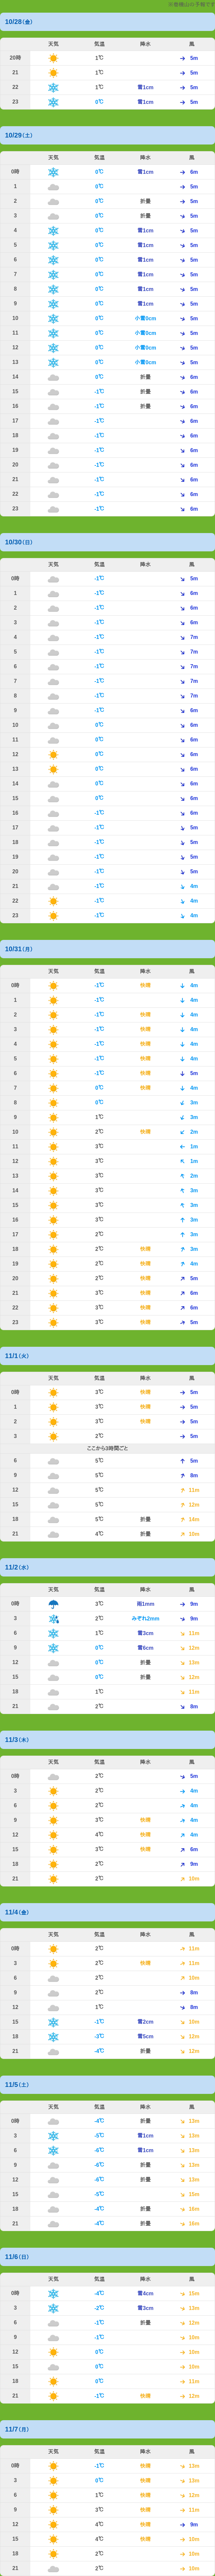 10/28(金)
天気 気温 降水 風
20時 1℃ 5m
21 1℃ 5m
22 1℃ 雪1cm 5m
23 0℃ 雪1cm 5m
10/29(土)
天気 気温 降水 風
0時 0℃ 雪1cm 6m
1 0℃ 5m
2 0℃ 折曇 5m
3 0℃ 折曇 5m
4 0℃ 雪1cm 5m
5 0℃ 雪1cm 5m
6 0℃ 雪1cm 5m
7 0℃ 雪1cm 5m
8 0℃ 雪1cm 5m
9 0℃ 雪1cm 5m
10 0℃ 小雪0cm 5m
11 0℃ 小雪0cm 5m
12 0℃ 小雪0cm 5m
13 0℃ 小雪0cm 5m
14 0℃ 折曇 6m
15 -1℃ 折曇 6m
16 -1℃ 折曇 6m
17 -1℃ 6m
18 -1℃ 6m
19 -1℃ 6m
20 -1℃ 6m
21 -1℃ 6m
22 -1℃ 6m
23 -1℃ 6m
10/30(日)
天気 気温 降水 風
0時 -1℃ 5m
1 -1℃ 6m
2 -1℃ 6m
3 -1℃ 6m
4 -1℃ 7m
5 -1℃ 7m
6 -1℃ 7m
7 -1℃ 7m
8 -1℃ 7m
9 -1℃ 6m
10 0℃ 6m
11 0℃ 6m
12 0℃ 6m
13 0℃ 6m
14 0℃ 6m
15 0℃ 6m
16 -1℃ 6m
17 -1℃ 5m
18 -1℃ 5m
19 -1℃ 5m
20 -1℃ 5m
21 -1℃ 4m
22 -1℃ 4m
23 -1℃ 4m
10/31(月)
天気 気温 降水 風
0時 -1℃ 快晴 4m
1 -1℃ 4m
2 -1℃ 快晴 4m
3 -1℃ 快晴 4m
4 -1℃ 快晴 4m
5 -1℃ 快晴 4m
6 -1℃ 快晴 5m
7 0℃ 快晴 4m
8 0℃ 3m
9 1℃ 3m
10 2℃ 快晴 2m
11 3℃ 1m
12 3℃ 1m
13 3℃ 2m
14 3℃ 3m
15 3℃ 3m
16 3℃ 3m
17 2℃ 3m
18 2℃ 快晴 3m
19 2℃ 快晴 4m
20 2℃ 快晴 5m
21 3℃ 快晴 6m
22 3℃ 快晴 6m
23 3℃ 快晴 5m
11/1(火)
天気 気温 降水 風
0時 3℃ 快晴 5m
1 3℃ 快晴 5m
2 3℃ 快晴 5m
3 2℃ 5m
ここから3時間ごと
6 5℃ 5m
9 5℃ 8m
12 5℃ 11m
15 5℃ 12m
18 5℃ 折曇 14m
21 4℃ 折曇 10m
11/2(水)
天気 気温 降水 風
0時 3℃ 雨1mm 9m
3 2℃ みぞれ2mm 9m
6 1℃ 雪3cm 11m
9 0℃ 雪6cm 12m
12 0℃ 折曇 13m
15 0℃ 折曇 12m
18 1℃ 11m
21 2℃ 8m
11/3(木)
天気 気温 降水 風
0時 2℃ 5m
3 2℃ 4m
6 2℃ 4m
9 3℃ 快晴 4m
12 4℃ 快晴 4m
15 3℃ 快晴 6m
18 2℃ 9m
21 2℃ 10m
11/4(金)
天気 気温 降水 風
0時 2℃ 11m
3 2℃ 快晴 11m
6 2℃ 10m
9 2℃ 8m
12 1℃ 8m
15 -1℃ 雪2cm 10m
18 -3℃ 雪5cm 12m
21 -4℃ 折曇 12m
11/5(土)
天気 気温 降水 風
0時 -4℃ 折曇 13m
3 -5℃ 雪1cm 13m
6 -6℃ 雪1cm 13m
9 -6℃ 折曇 13m
12 -6℃ 折曇 13m
15 -5℃ 15m
18 -4℃ 折曇 16m
21 -4℃ 折曇 16m
11/6(日)
天気 気温 降水 風
0時 -4℃ 雪4cm 15m
3 -2℃ 雪3cm 13m
6 -1℃ 折曇 12m
9 -1℃ 10m
12 0℃ 10m
15 0℃ 10m
18 0℃ 11m
21 -1℃ 快晴 12m
11/7(月)
天気 気温 降水 風
0時 -1℃ 快晴 13m
3 0℃ 快晴 13m
6 1℃ 快晴 12m
9 3℃ 快晴 11m
12 4℃ 快晴 9m
15 4℃ 快晴 10m
18 2℃ 10m
21 2℃ 10m